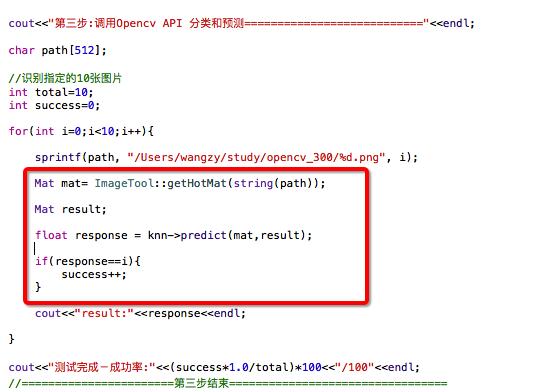 cout<<"第三步:调用Opencv API 分类和预测==========================="<<endl;
char path[512];
//识别指定的10张图片
int total=10;
int success=0;
for(int i=0;i<10;i++){
sprintf(path, "/Users/wangzy/study/opencv_300/%d.png", i);
Mat mat= ImageTool::getHotMat(string(path));
Mat result;
float response = knn->predict(mat,result);
if(response==i){
success++;
}
cout<<"result:"<<response<<endl;
}
cout<<"测试完成－成功率:"<<(success*1.0/total)*100<<"/100"<<endl;
//=======================第三步结束=================================